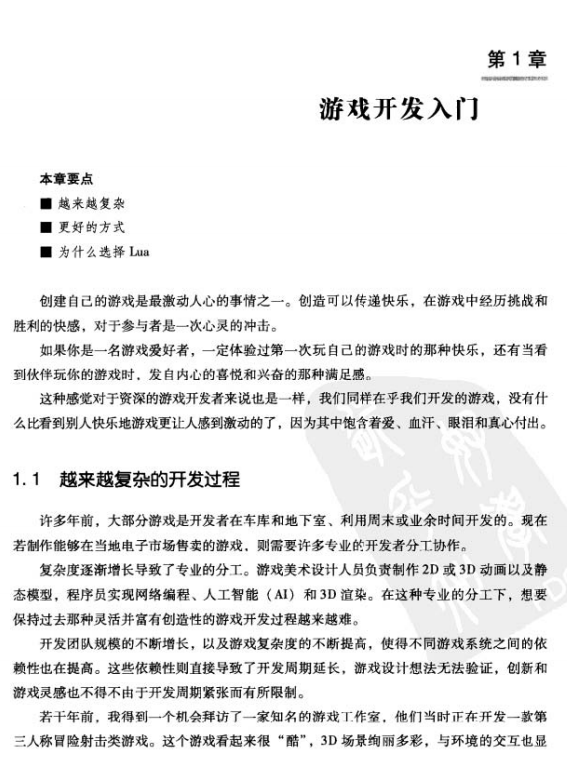 第 1 章
游戏开发入门
本章要点
■ 越来越复杂
■ 更好的方式
■ 为什么选择 Lua
创建自己的游戏是最激动人心的事情之一。创造可以传递快乐，在游戏中经历挑战和
胜利的快感，对于参与者是一次心灵的冲击。
如果你是一名游戏爱好者，一定体验过第一次玩自己的游戏时的那种快乐，还有当看
到伙伴玩你的游戏时，发自内心的喜悦和兴奋的那种满足感。
这种感觉对于资深的游戏开发者来说也是一样，我们同样在乎我们开发的游戏，没有什
么比看到别人快乐地游戏更让人感到激动的了，因为其中饱含着爱、血汗、眼泪和真心付出。
1.1 越来越复杂的开发过程
许多年前，大部分游戏是开发者在车库和地下室、利用周末或业余时间开发的。现在
若制作能够在当地电子市场售卖的游戏，则需要许多专业的开发者分工协作。
复杂度逐渐增长导致了专业的分工。游戏美术设计人员负责制作 2D 或 3D 动画以及静
态模型，程序员实现网络编程、人工智能（AI）和 3D 渲染。在这种专业的分工下，想要
保持过去那种灵活并富有创造性的游戏开发过程越来越难。
开发团队规模的不断增长，以及游戏复杂度的不断提高，使得不同游戏系统之间的依
赖性也在提高。这些依赖性则直接导致了开发周期延长，游戏设计想法无法验证，创新和
游戏灵感也不得不由于开发周期紧张而有所限制。
若干年前，我得到一个机会拜访了一家知名的游戏工作室，他们当时正在开发一款第
三人称冒险射击类游戏。这个游戏看起来很“酷”，3D 场景绚丽多彩，与环境的交互也显